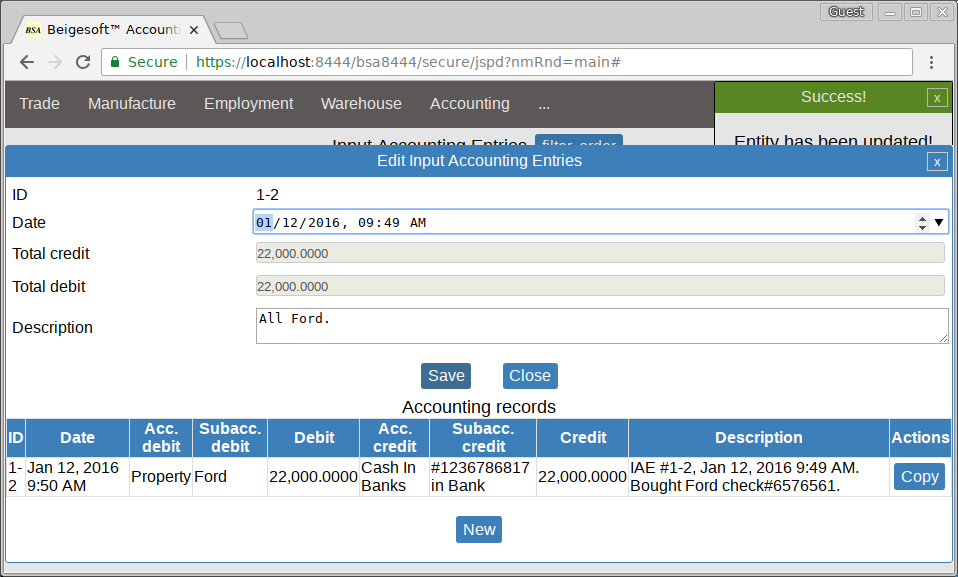 Guest
BSA Beigesoft™ Account
Secure https://localhost:8444/bsa8444/secure/jspd?nmRnd=main#
Trade Manufacture Employment Warehouse Accounting ...
Success! x
Entity has been updated!
Input Accounting Entries filter, order
Edit Input Accounting Entries x
ID 1-2
Date 01/12/2016, 09:49 AM
Total credit 22,000.0000
Total debit 22,000.0000
Description All Ford.
Save Close
Accounting records
ID Date Acc. debit Subacc. debit Debit Acc. credit Subacc. credit Credit Description Actions
1-2 Jan 12, 2016 9:50 AM Property Ford 22,000.0000 Cash In Banks #1236786817 in Bank 22,000.0000 IAE #1-2, Jan 12, 2016 9:49 AM. Bought Ford check#6576561. Copy
New